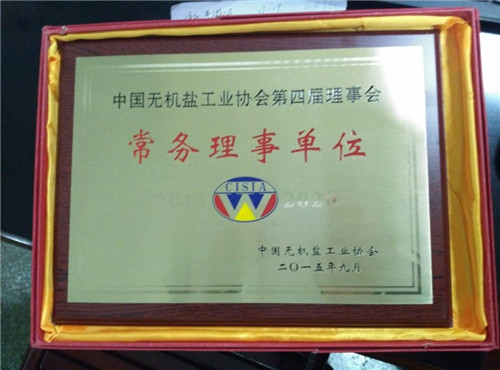 中国无机盐工业协会第四届理事会
常务理事单位
CISIA
中国无机盐工业协会
二〇一五年九月